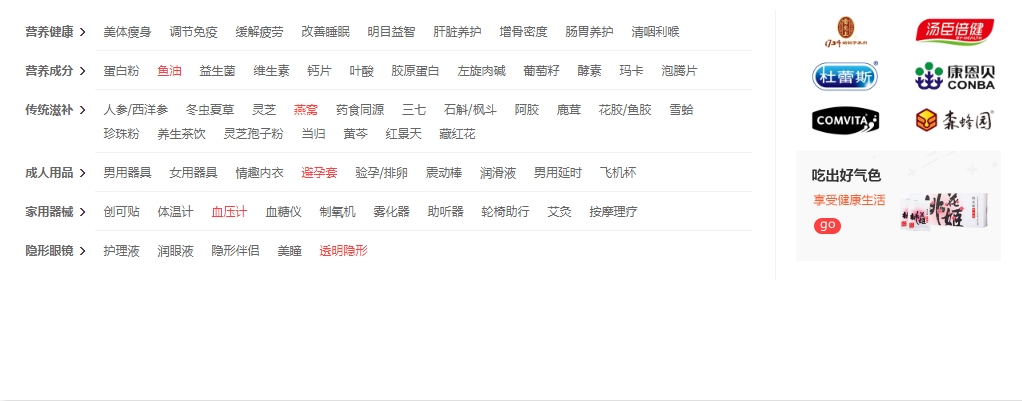 营养健康 > 美体瘦身 调节免疫 缓解疲劳 改善睡眠 明目益智 肝脏养护 增骨密度 肠胃养护 清咽利喉
营养成分 > 蛋白粉 鱼油 益生菌 维生素 钙片 叶酸 胶原蛋白 左旋肉碱 葡萄籽 酵素 玛卡 泡腾片
传统滋补 > 人参/西洋参 冬虫夏草 灵芝 燕窝 药食同源 三七 石斛/枫斗 阿胶 鹿茸 花胶/鱼胶 雪蛤
珍珠粉 养生茶饮 灵芝孢子粉 当归 黄芩 红景天 藏红花
成人用品 > 男用器具 女用器具 情趣内衣 避孕套 验孕/排卵 震动棒 润滑液 男用延时 飞机杯
家用器械 > 创可贴 体温计 血压计 血糖仪 制氧机 雾化器 助听器 轮椅助行 艾灸 按摩理疗
隐形眼镜 > 护理液 润眼液 隐形伴侣 美瞳 透明隐形
汤臣倍健
BY-HEALTH
杜蕾斯®
康恩贝
CONBA
COMVITA
森蜂园
吃出好气色
享受健康生活
go